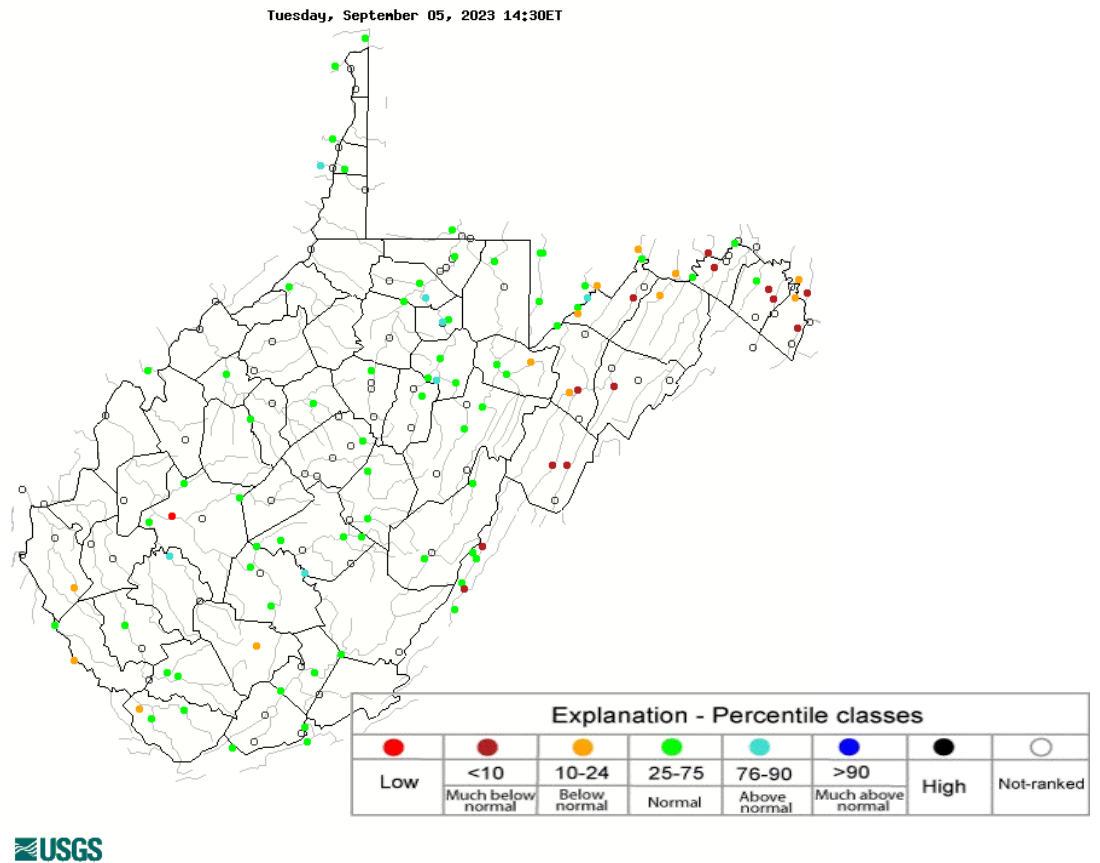 Tuesday, September 05, 2023 14:30ET
Explanation - Percentile classes
Low
<10
10-24
25-75
76-90
>90
High
Not-ranked
Much below
normal
Below
normal
Normal
Above
normal
Much above
normal
USGS